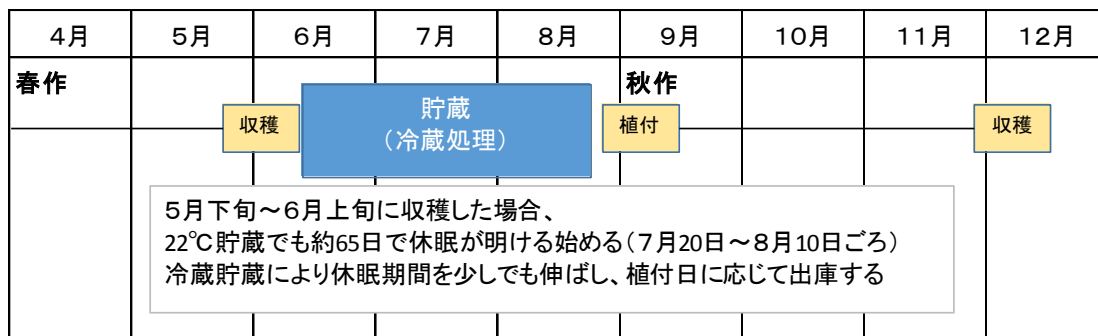 4月 5月 6月 7月 8月 9月 10月 11月 12月
春作 秋作
収穫 貯蔵 植付 収穫
(冷蔵処理)
5月下旬～6月上旬に収穫した場合、
22℃貯蔵でも約65日で休眠が明ける始める(7月20日～8月10日ごろ)
冷蔵貯蔵により休眠期間を少しでも伸ばし、植付日に応じて出庫する